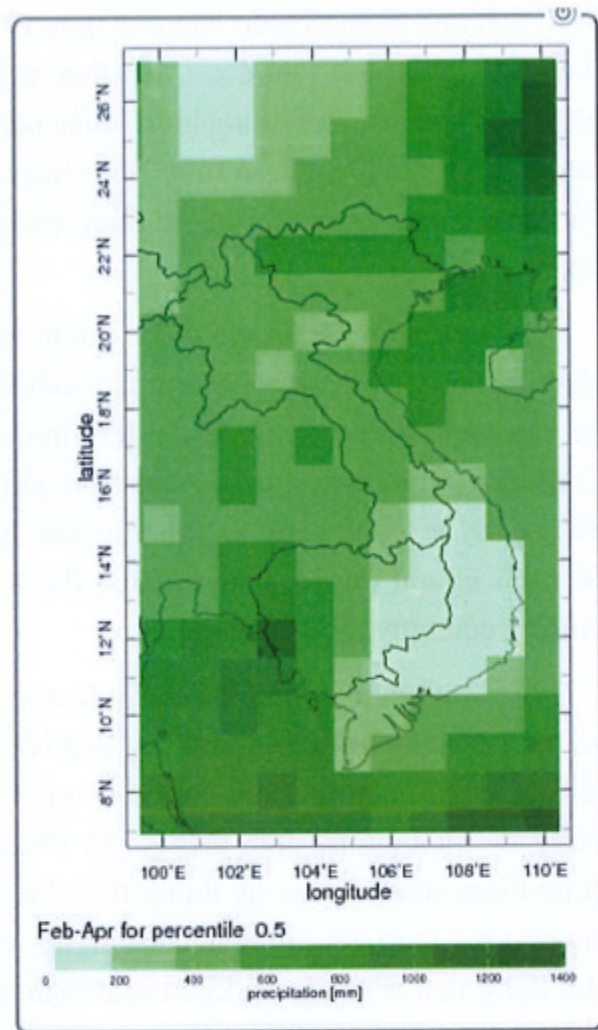 26°N
24°N
22°N
20°N
18°N
16°N
14°N
12°N
10°N
8°N
latitude
100°E 102°E 104°E 106°E 108°E 110°E
longitude
Feb-Apr for percentile 0.5
0 200 400 600 800 1000 1200 1400
precipitation [mm]